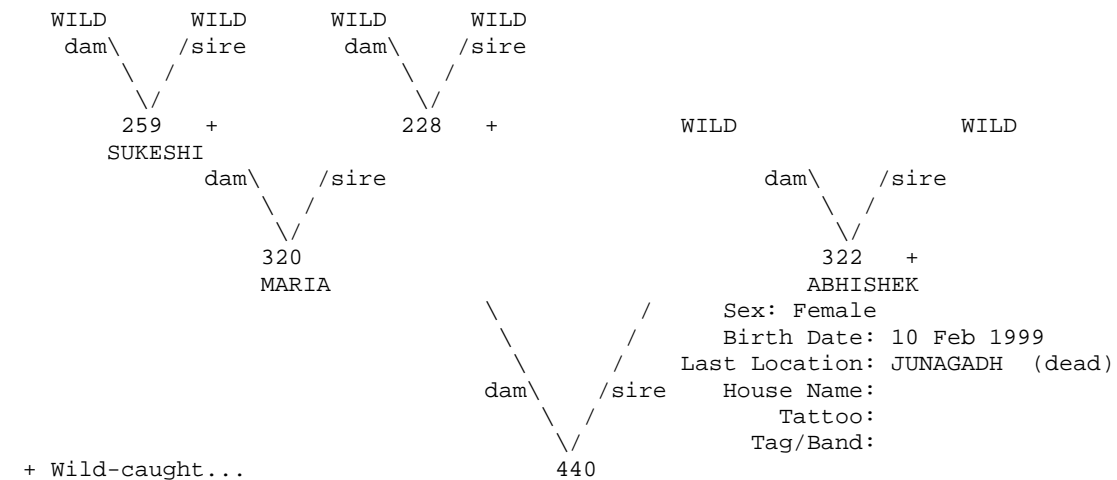 WILD WILD WILD WILD
dam\ /sire dam\ /sire
\ / \ /
\/ \/
259 + 228 + WILD WILD
SUKESHI
dam\ /sire dam\ /sire
\ / \ /
\/ \/
320 322 +
MARIA ABHISHEK
\ / Sex: Female
\ / Birth Date: 10 Feb 1999
\ / Last Location: JUNAGADH (dead)
dam\ /sire House Name:
\ / Tattoo:
\/ Tag/Band:
+ Wild-caught... 440